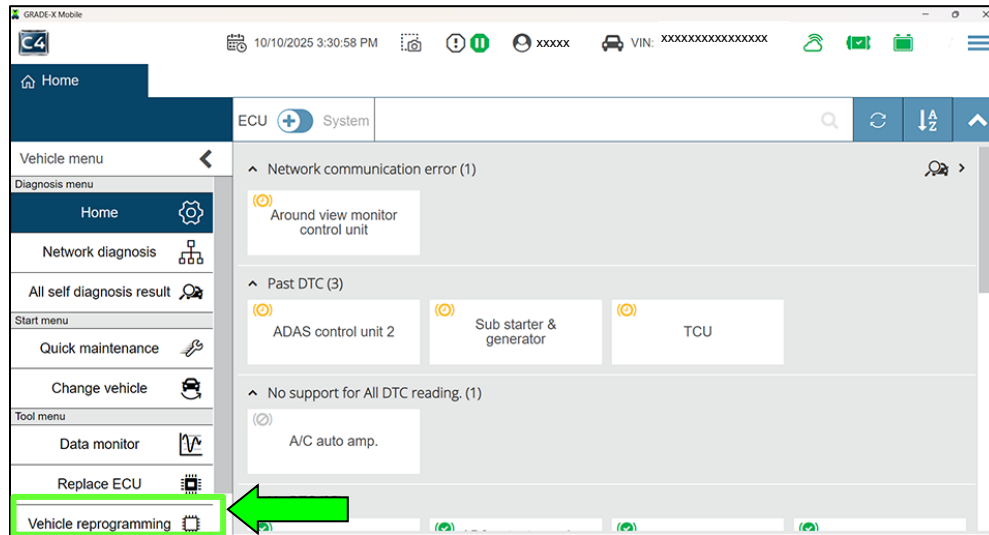 GRADE-X Mobile
C4
10/10/2025 3:30:58 PM
xxxxx
VIN: xxxxxxxxxxxxxxxx
Home
ECU
System
Vehicle menu
Network communication error (1)
Diagnosis menu
Home
Around view monitor
control unit
Network diagnosis
All self diagnosis result
Past DTC (3)
Start menu
ADAS control unit 2
Sub starter &
generator
TCU
Quick maintenance
Change vehicle
No support for All DTC reading. (1)
Tool menu
Data monitor
A/C auto amp.
Replace ECU
Vehicle reprogramming